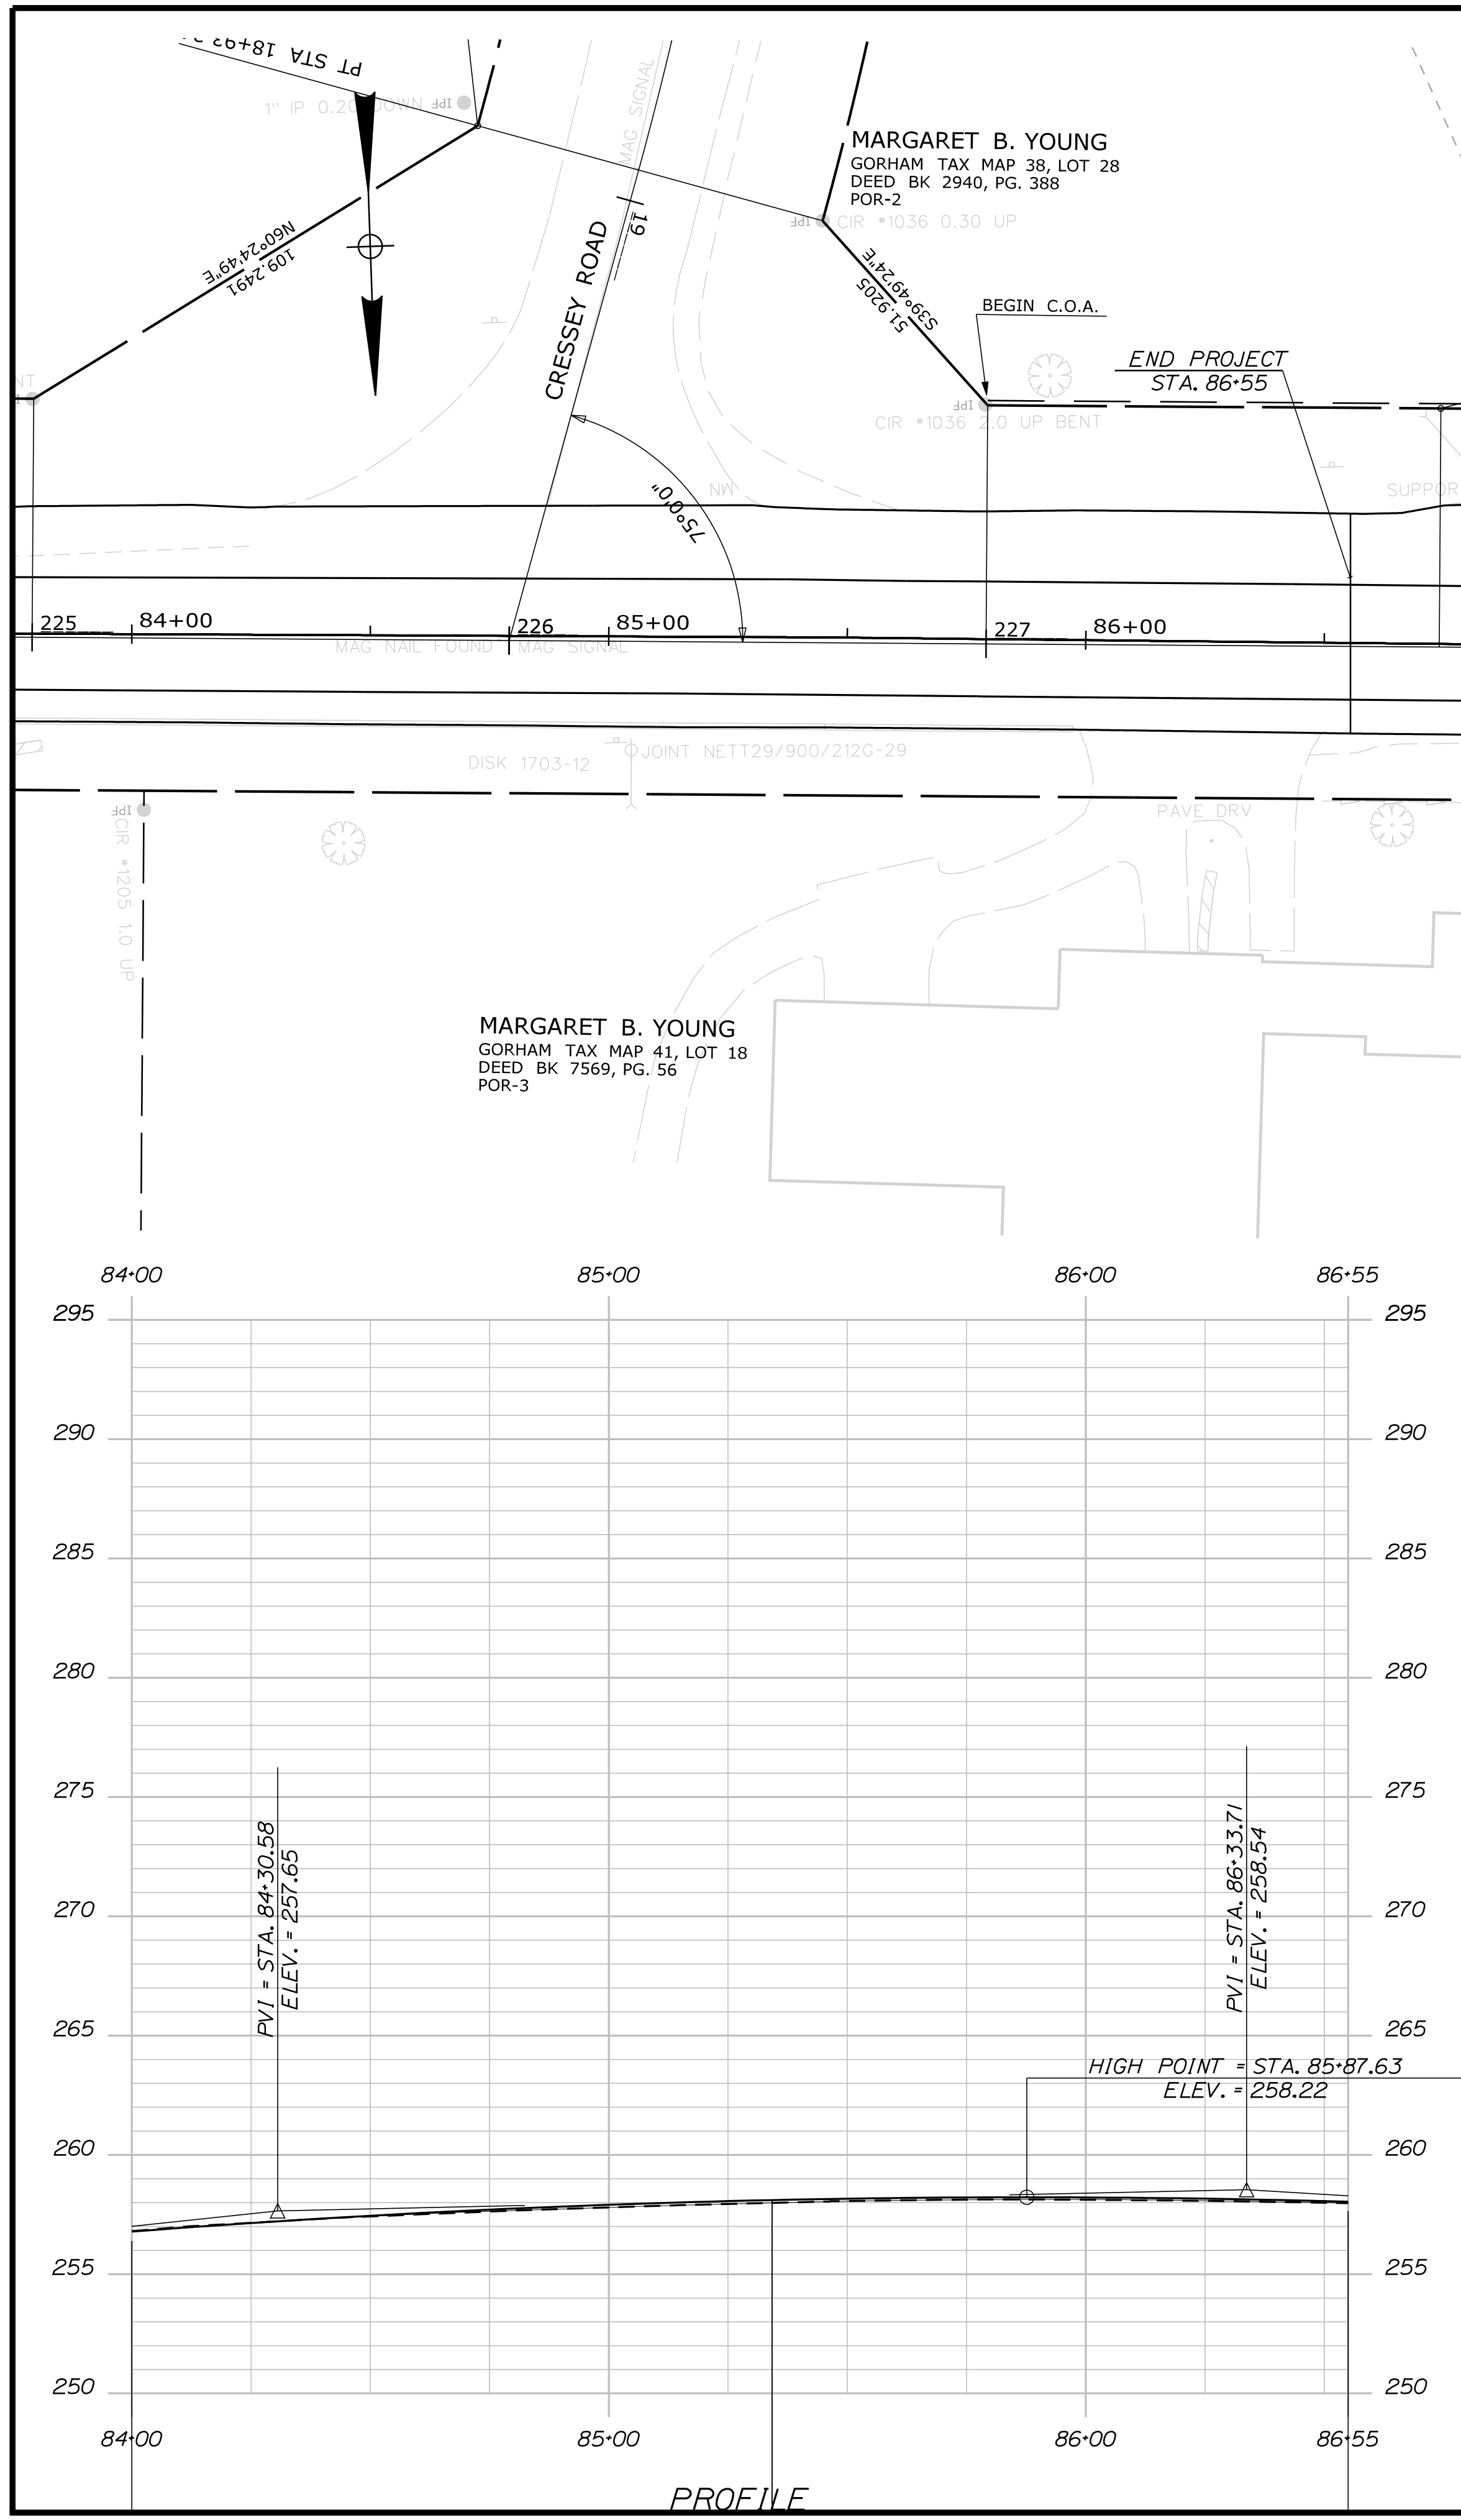 PT STA 18+93
1" IP 0.20 DOWN
IPF
MAG SIGNAL
MARGARET B. YOUNG
GORHAM TAX MAP 38, LOT 28
DEED BK 2940, PG. 388
POR-2
IPF
CIR #1036 0.30 UP
19
CRESSEY ROAD
N60°24'49"E
109.2491
S39°49'24"E
51.9205
BEGIN C.O.A.
END PROJECT
STA. 86+55
NT
IPF
CIR #1036 2.0 UP BENT
75°0'0"
MN
SUPPOR
225
84+00
226
85+00
227
86+00
MAG NAIL FOUND
MAG SIGNAL
DISK 1703-12
JOINT NETT29/900/212G-29
IPF
CIR #1205 1.0 UP
PAVE DRV
MARGARET B. YOUNG
GORHAM TAX MAP 41, LOT 18
DEED BK 7569, PG. 56
POR-3
84+00 85+00 86+00 86+55
295 295
290 290
285 285
280 280
275 275
270 270
265 265
260 260
255 255
250 250
PVI = STA. 84+30.58
ELEV. = 257.65
PVI = STA. 86+33.71
ELEV. = 258.54
HIGH POINT = STA. 85+87.63
ELEV. = 258.22
84+00 85+00 86+00 86+55
PROFILE